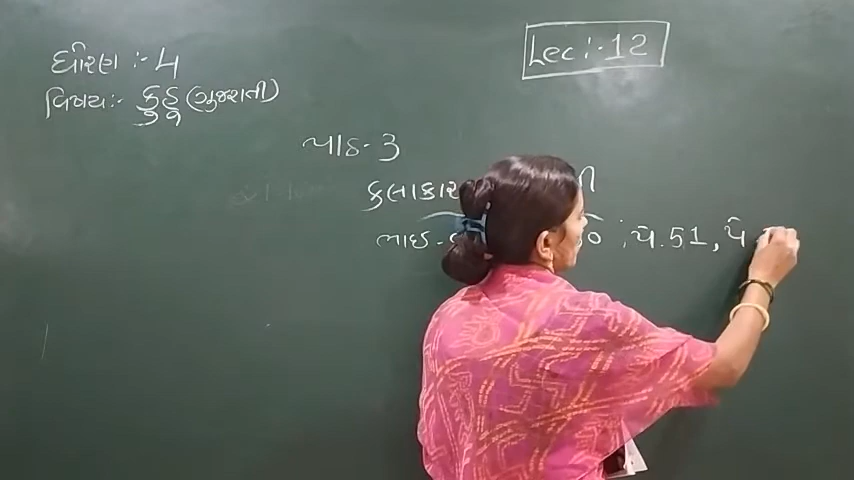 Lec :- 12
ધોરણ :- 4
વિષય :- કુહૂ (ગુજરાતી)
પાઠ - 3
કલાકાર
; પે. 51, પે